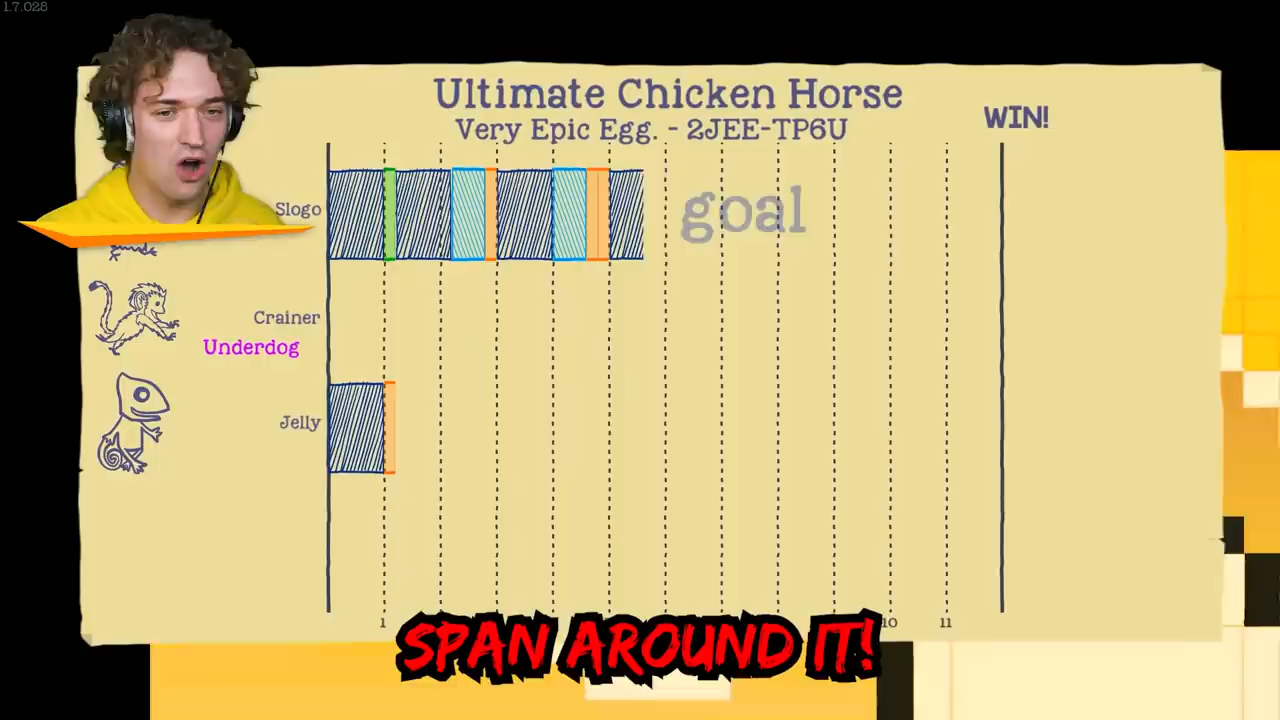 1.7.028
Ultimate Chicken Horse
Very Epic Egg. - 2JEE-TP6U
WIN!
Slogo
goal
Crainer
Underdog
Jelly
1
10
11
SPAN AROUND IT!